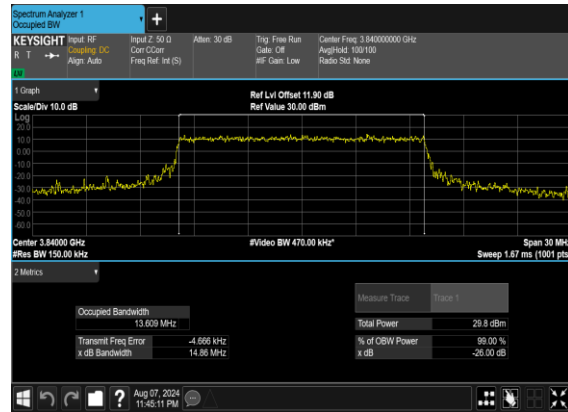 Spectrum Analyzer 1
Occupied BW
KEYSIGHT
R T
Input: RF
Coupling: DC
Align: Auto
Input Z: 50 Ω
Corr CCorr
Freq Ref: Int (S)
Atten: 30 dB
Trig: Free Run
Gate: Off
#IF Gain: Low
Center Freq: 3.840000000 GHz
Avg|Hold: 100/100
Radio Std: None
1 Graph
Scale/Div 10.0 dB
Ref Lvl Offset 11.90 dB
Ref Value 30.00 dBm
Log
20.0
10.0
0.00
-10.0
-20.0
-30.0
-40.0
-50.0
-60.0
Center 3.84000 GHz
#Res BW 150.00 kHz
#Video BW 470.00 kHz*
Span 30 MHz
Sweep 1.67 ms (1001 pts
2 Metrics
Measure Trace
Trace 1
Occupied Bandwidth
13.609 MHz
Total Power
29.8 dBm
Transmit Freq Error
-4.666 kHz
% of OBW Power
99.00 %
x dB Bandwidth
14.86 MHz
x dB
-26.00 dB
?
Aug 07, 2024
11:45:11 PM